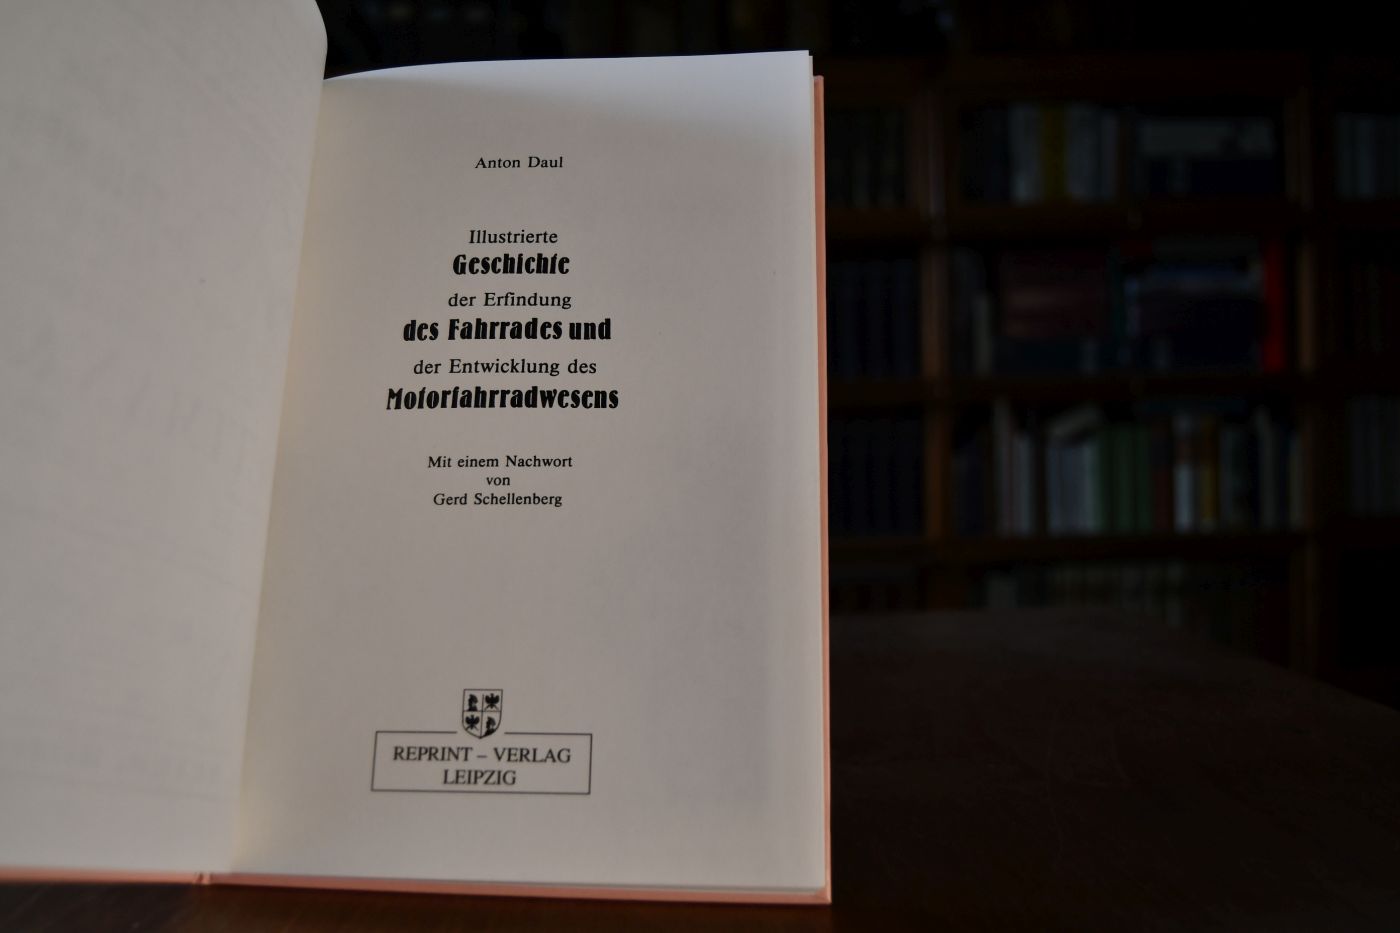 Anton Daul
Illustrierte
Geschichte
der Erfindung
des Fahrrades und
der Entwicklung des
Motorfahrradwesens
Mit einem Nachwort
von
Gerd Schellenberg
REPRINT – VERLAG
LEIPZIG